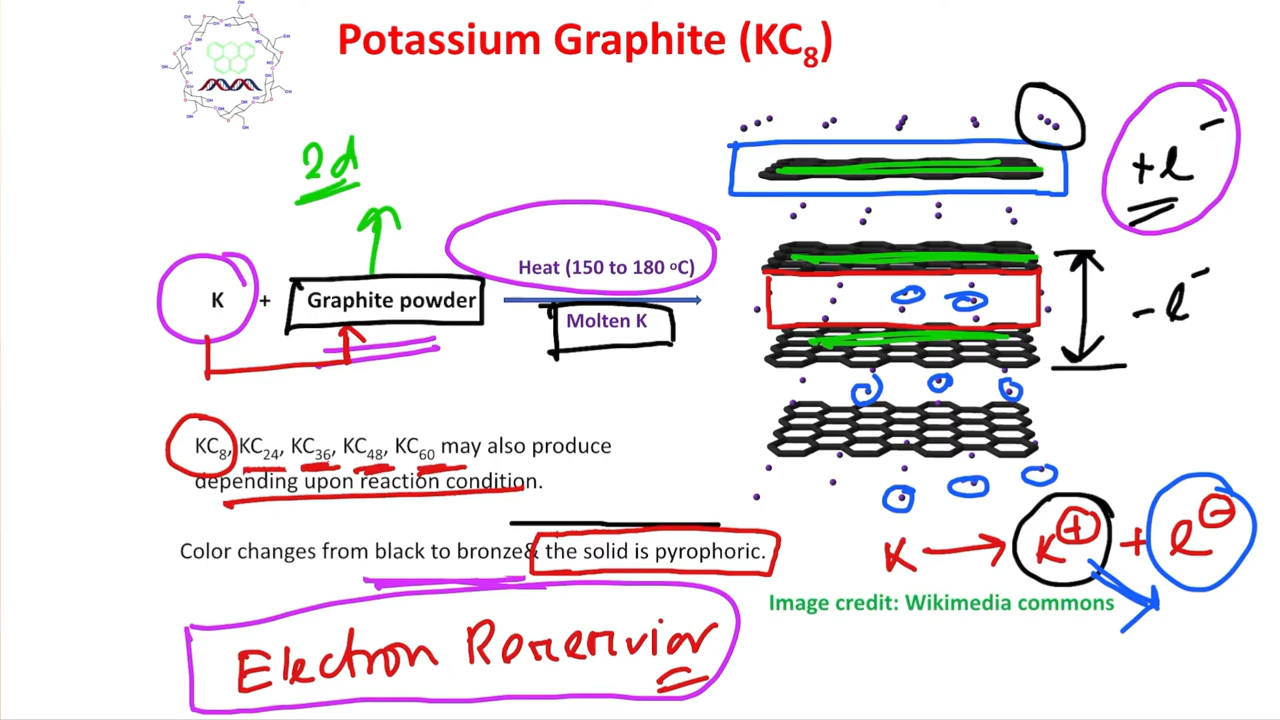 Potassium Graphite (KC₈)
2d
+e⁻
K + Graphite powder
Heat (150 to 180 ᵒC)
Molten K
-e⁻
KC₈, KC₂₄, KC₃₆, KC₄₈, KC₆₀ may also produce
depending upon reaction condition.
Color changes from black to bronze& the solid is pyrophoric.
K → K⊕ + e⊖
Image credit: Wikimedia commons
Electron